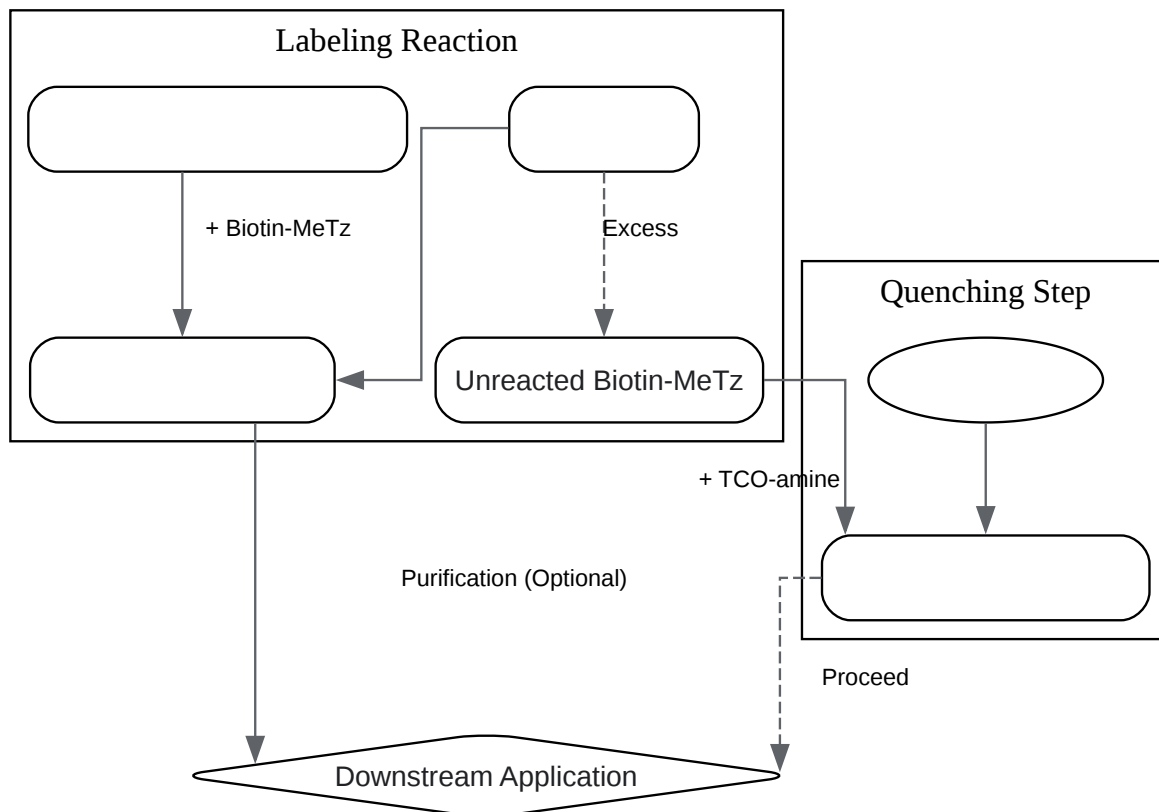 Labeling Reaction
+ Biotin-MeTz
Excess
Quenching Step
Unreacted Biotin-MeTz
+ TCO-amine
Purification (Optional)
Proceed
Downstream Application